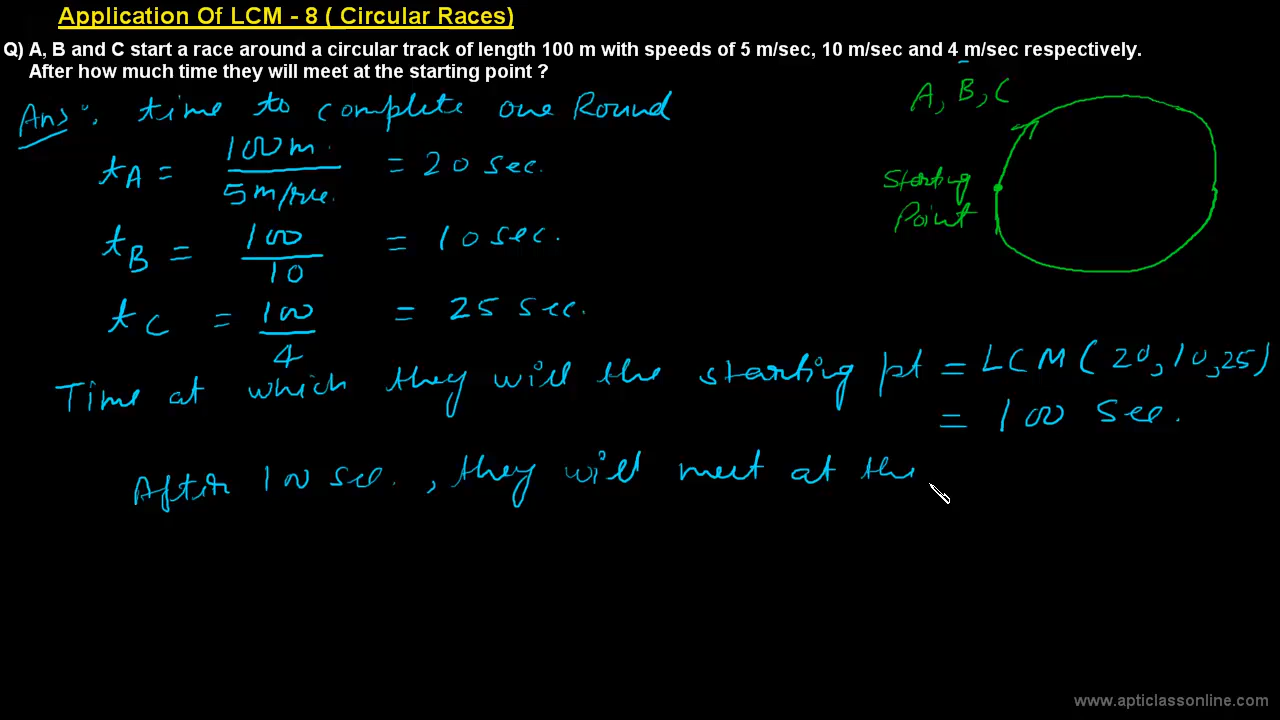 Application Of LCM - 8 ( Circular Races)
Q) A, B and C start a race around a circular track of length 100 m with speeds of 5 m/sec, 10 m/sec and 4 m/sec respectively.
After how much time they will meet at the starting point ?
Ans: time to complete one Round
A, B, C
Starting
Point
tA = 100m. / 5m/sec. = 20 sec.
tB = 100 / 10 = 10 sec.
tC = 100 / 4 = 25 sec.
Time at which they will the starting pt = LCM ( 20, 10, 25)
= 100 sec.
After 100 sec. , they will meet at the
www.apticlassonline.com